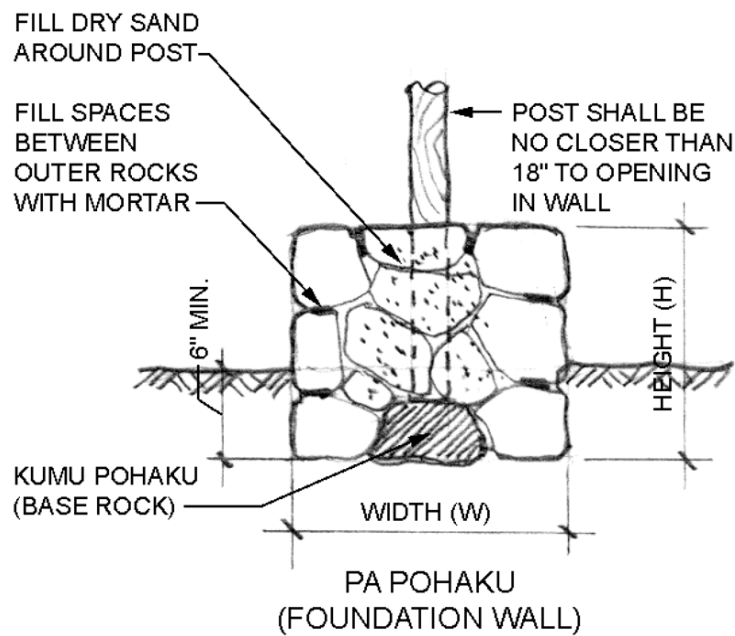 FILL DRY SAND
AROUND POST
FILL SPACES
BETWEEN
OUTER ROCKS
WITH MORTAR
POST SHALL BE
NO CLOSER THAN
18" TO OPENING
IN WALL
6" MIN.
HEIGHT (H)
KUMU POHAKU
(BASE ROCK)
WIDTH (W)
PA POHAKU
(FOUNDATION WALL)